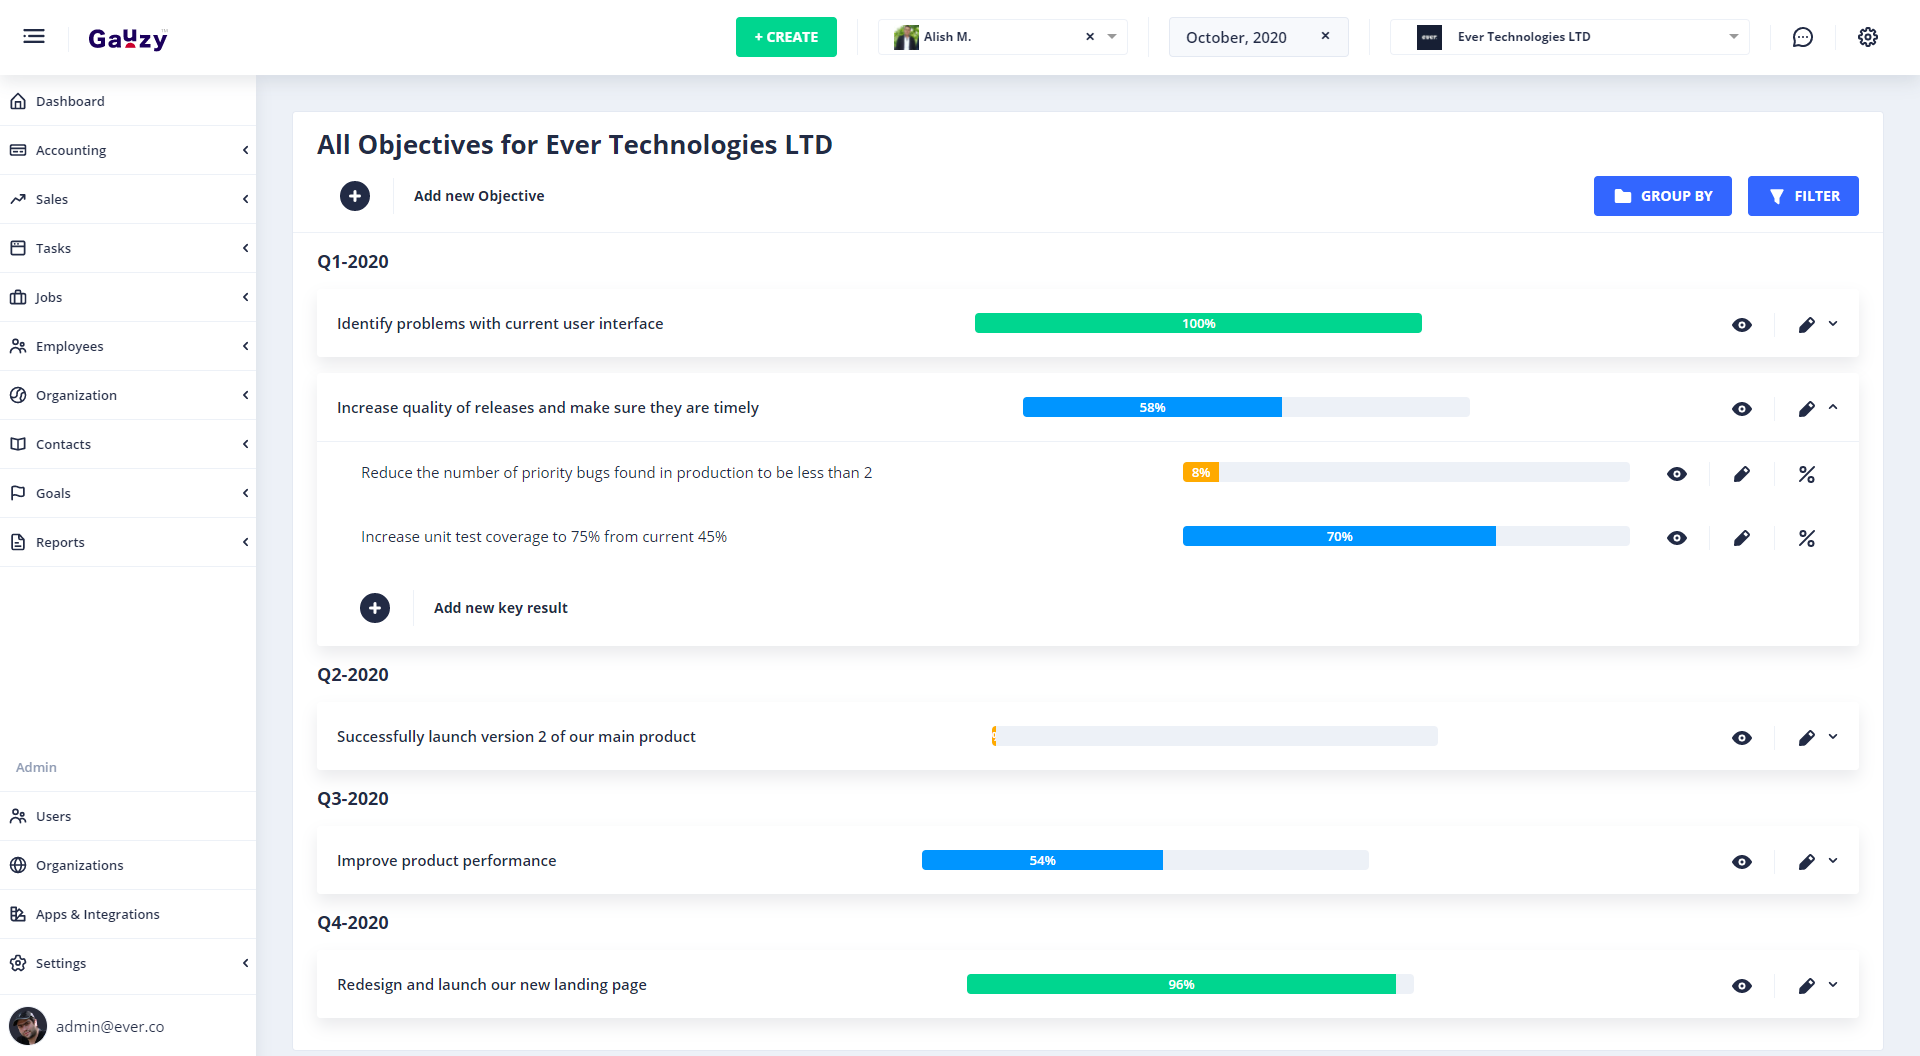 Gauzy
+ CREATE
Alish M.
October, 2020
ever.
Ever Technologies LTD
Dashboard
Accounting
Sales
Tasks
Jobs
Employees
Organization
Contacts
Goals
Reports
Admin
Users
Organizations
Apps & Integrations
Settings
admin@ever.co
All Objectives for Ever Technologies LTD
Add new Objective
GROUP BY
FILTER
Q1-2020
Identify problems with current user interface
100%
Increase quality of releases and make sure they are timely
58%
Reduce the number of priority bugs found in production to be less than 2
8%
Increase unit test coverage to 75% from current 45%
70%
Add new key result
Q2-2020
Successfully launch version 2 of our main product
Q3-2020
Improve product performance
54%
Q4-2020
Redesign and launch our new landing page
96%